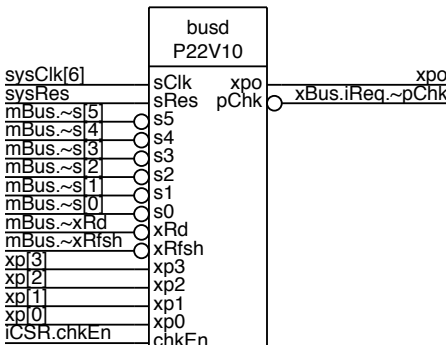 busd
P22V10
sysClk[6] sClk xpo xpo
sysRes sRes pChk xBus.iReq.~pChk
mBus.~s[5] s5
mBus.~s[4] s4
mBus.~s[3] s3
mBus.~s[2] s2
mBus.~s[1] s1
mBus.~s[0] s0
mBus.~xRd xRd
mBus.~xRfsh xRfsh
xp[3] xp3
xp[2] xp2
xp[1] xp1
xp[0] xp0
iCSR.chkEn chkEn